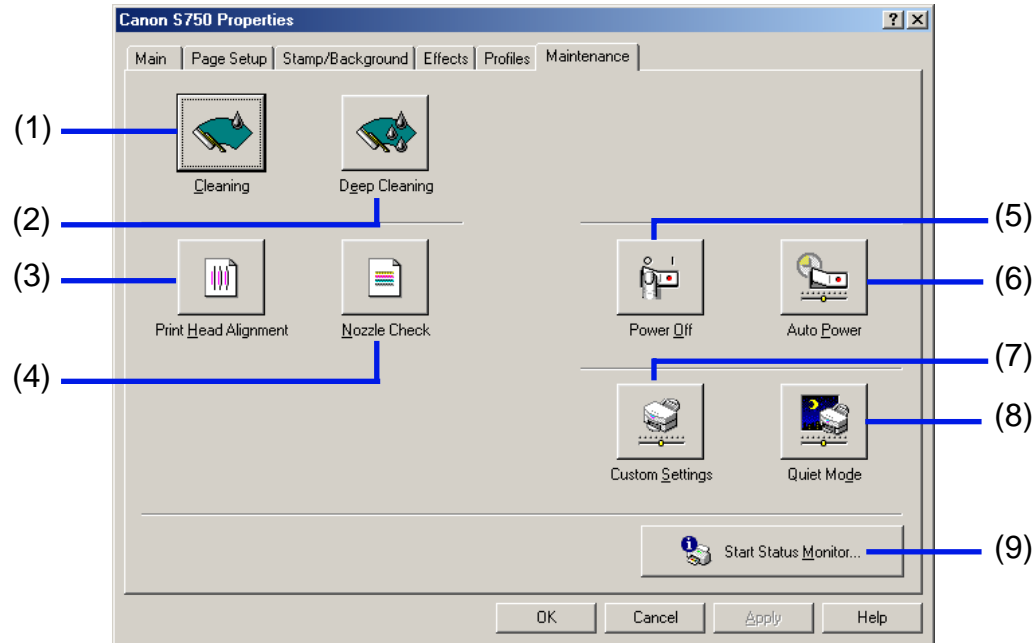 Canon S750 Properties
Main Page Setup Stamp/Background Effects Profiles Maintenance
(1)
Cleaning Deep Cleaning
(2)
(5)
(3)
(6)
Print Head Alignment Nozzle Check Power Off Auto Power
(7)
(4)
(8)
Custom Settings Quiet Mode
Start Status Monitor...
(9)
OK Cancel Apply Help